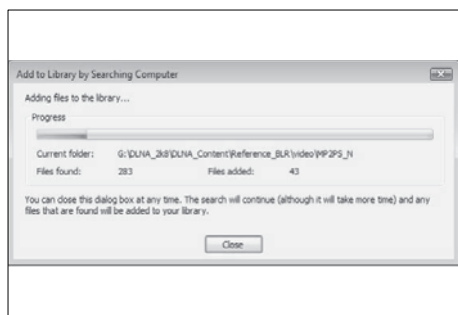 Add to Library by Searching Computer
Adding files to the library...
Progress
Current folder: G:\DLNA_2k8\DLNA_Content\Reference_BLR\video\MP2PS_N
Files found: 283 Files added: 43
You can close this dialog box at any time. The search will continue (although it will take more time) and any
files that are found will be added to your library.
Close